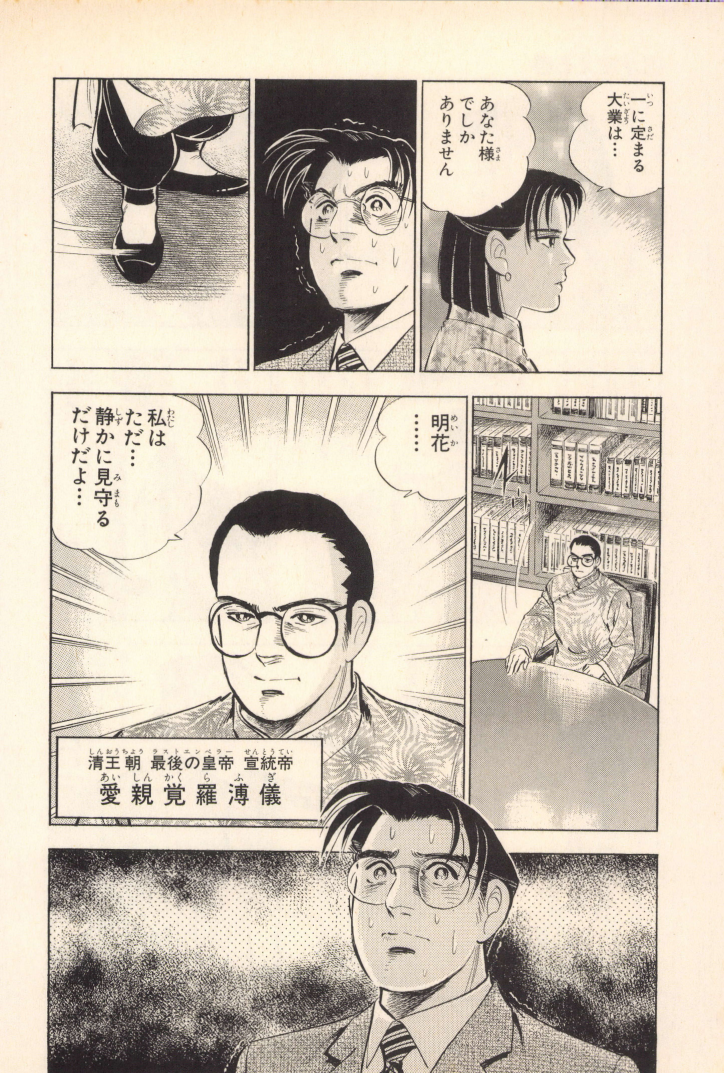 一に定まる
大業は…
あなた様
でしか
ありません
明花
……
私は
ただ…
静かに見守る
だけだよ…
清王朝 最後の皇帝 宣統帝
愛親覚羅溥儀